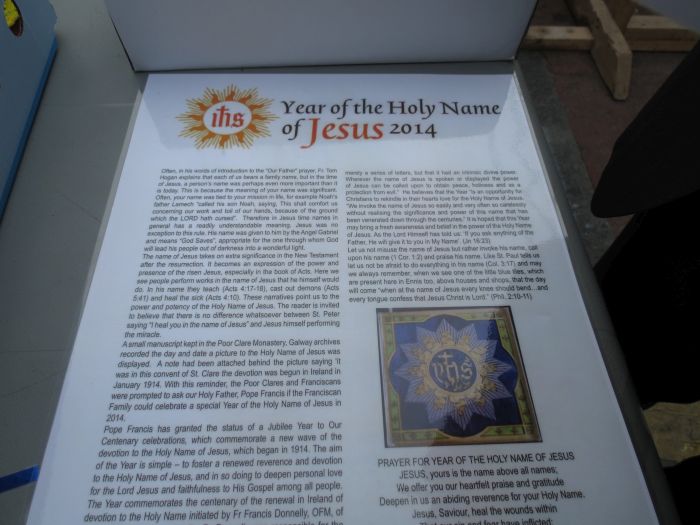 ihs
Year of the Holy Name
of Jesus 2014
Often, in his words of introduction to the "Our Father" prayer, Fr. Tom
Hogan explains that each of us bears a family name, but in the time
of Jesus, a person's name was perhaps even more important than it
is today. This is because the meaning of your name was significant.
Often, your name was tied to your mission in life, for example Noah's
father Lamech "called his son Noah, saying, This shall comfort us
concerning our work and toil of our hands, because of the ground
which the LORD hath cursed". Therefore in Jesus time names in
general has a readily understandable meaning. Jesus was no
exception to this rule. His name was given to him by the Angel Gabriel
and means "God Saves", appropriate for the one through whom God
will lead his people out of darkness into a wonderful light.
The name of Jesus takes on extra significance in the New Testament
after the resurrection. It becomes an expression of the power and
presence of the risen Jesus, especially in the book of Acts. Here we
see people perform works in the name of Jesus that he himself would
do. In his name they teach (Acts 4:17-18), cast out demons (Acts
5:41) and heal the sick (Acts 4:10). These narratives point us to the
power and potency of the Holy Name of Jesus. The reader is invited
to believe that there is no difference whatsoever between St. Peter
saying "I heal you in the name of Jesus" and Jesus himself performing
the miracle.
A small manuscript kept in the Poor Clare Monastery, Galway archives
recorded the day and date a picture to the Holy Name of Jesus was
displayed. A note had been attached behind the picture saying 'it
was in this convent of St. Clare the devotion was begun in Ireland in
January 1914. With this reminder, the Poor Clares and Franciscans
were prompted to ask our Holy Father, Pope Francis if the Franciscan
Family could celebrate a special Year of the Holy Name of Jesus in
2014.
Pope Francis has granted the status of a Jubilee Year to Our
Centenary celebrations, which commemorate a new wave of the
devotion to the Holy Name of Jesus, which began in 1914. The aim
of the Year is simple – to foster a renewed reverence and devotion
to the Holy Name of Jesus, and in so doing to deepen personal love
for the Lord Jesus and faithfulness to His Gospel among all people.
The Year commemorates the centenary of the renewal in Ireland of
devotion to the Holy Name initiated by Fr Francis Donnelly, OFM, of
merely a series of letters, but that it had an intrinsic divine power.
Wherever the name of Jesus is spoken or displayed the power
of Jesus can be called upon to obtain peace, holiness and as a
protection from evil." He believes that the Year "is an opportunity for
Christians to rekindle in their hearts love for the Holy Name of Jesus.
"We invoke the name of Jesus so easily and very often so carelessly
without realising the significance and power of this name that has
been venerated down through the centuries." It is hoped that this Year
may bring a fresh awareness and belief in the power of the Holy Name
of Jesus. As the Lord Himself has told us: "If you ask anything of the
Father, He will give it to you in My Name' (Jn 16:23).
Let us not misuse the name of Jesus but rather invoke his name, call
upon his name (1 Cor. 1:2) and praise his name. Like St. Paul tells us
let us not be afraid to do everything in his name (Col. 3:17) and may
we always remember, when we see one of the little blue tiles, which
are present here in Ennis too, above houses and shops, that the day
will come "when at the name of Jesus every knee should bend...and
every tongue confess that Jesus Christ is Lord." (Phil. 2:10-11)
yhs
PRAYER FOR YEAR OF THE HOLY NAME OF JESUS
JESUS, yours is the name above all names;
We offer you our heartfelt praise and gratitude
Deepen in us an abiding reverence for your Holy Name.
Jesus, Saviour, heal the wounds within